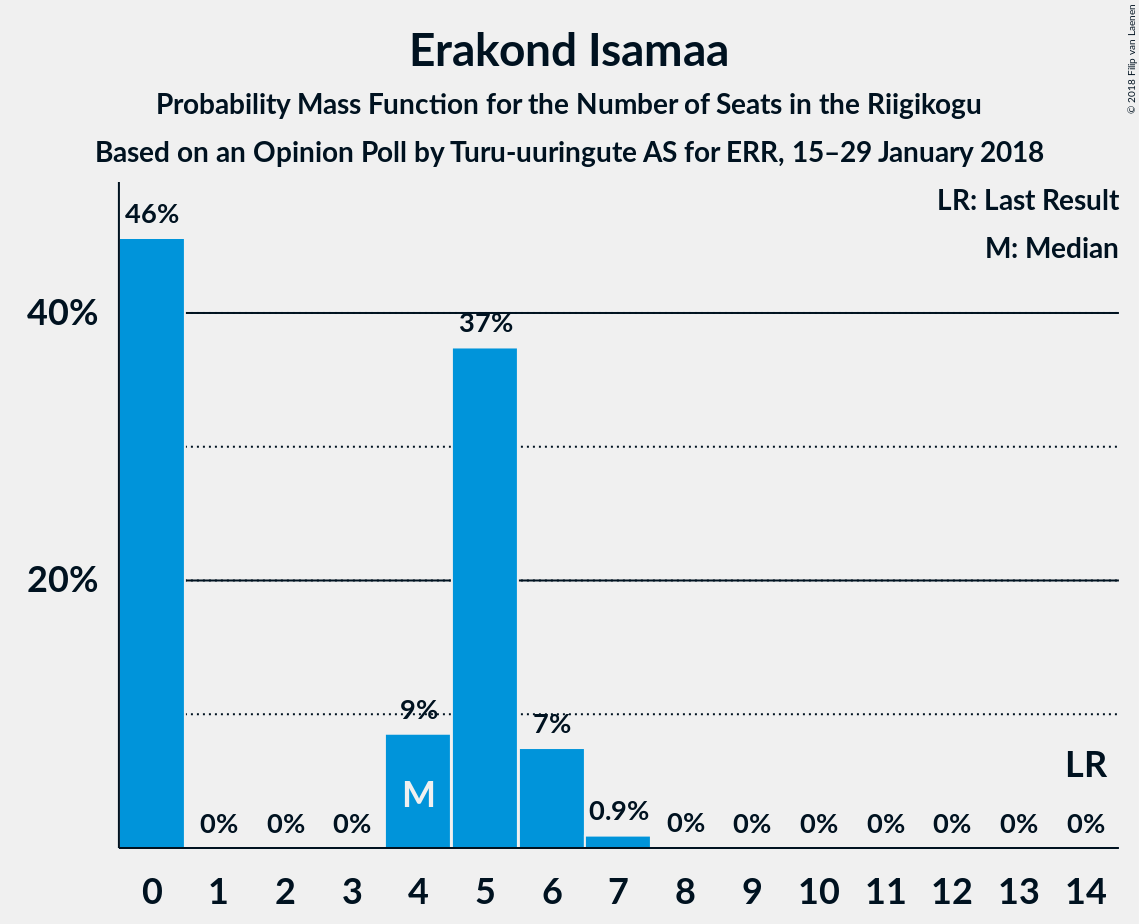 Erakond Isamaa
Probability Mass Function for the Number of Seats in the Riigikogu
Based on an Opinion Poll by Turu-uuringute AS for ERR, 15–29 January 2018
© 2018 Filip van Laenen
LR: Last Result
M: Median
46%
40%
37%
20%
9%
7%
M
LR
0.9%
0% 0% 0% 0% 0% 0% 0% 0% 0% 0%
0 1 2 3 4 5 6 7 8 9 10 11 12 13 14